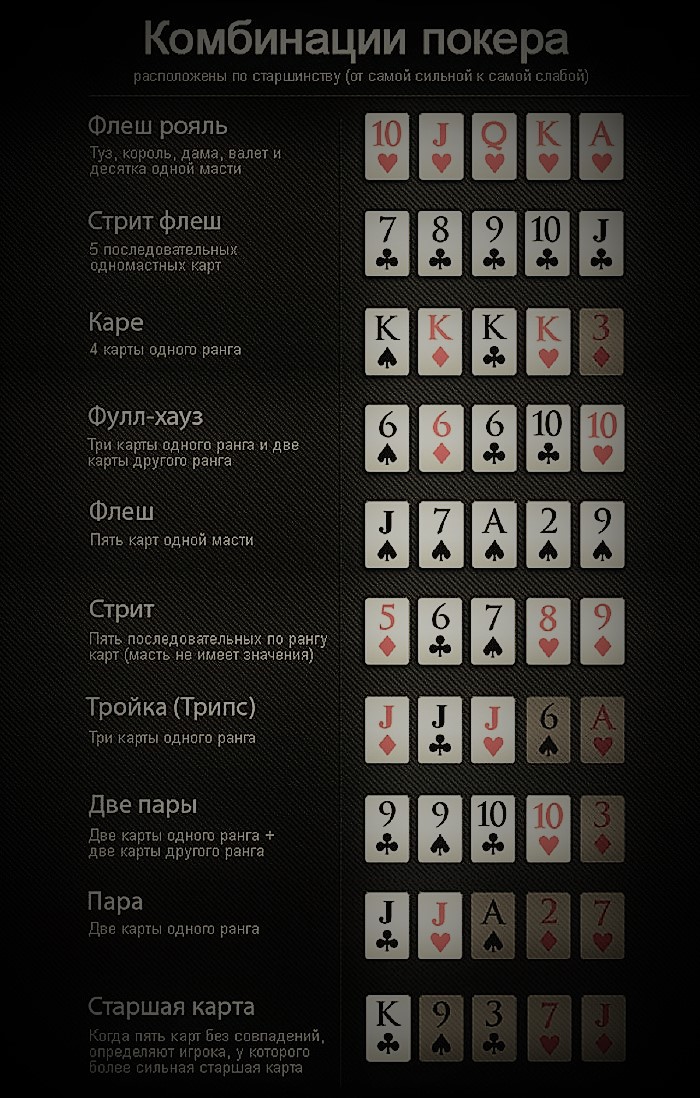 Комбинации покера
расположены по старшинству (от самой сильной к самой слабой)
Флеш рояль
Туз, король, дама, валет и
десятка одной масти
10 J Q K A
Стрит флеш
5 последовательных
одномастных карт
7 8 9 10 J
Каре
4 карты одного ранга
K K K K 3
Фулл-хауз
Три карты одного ранга и две
карты другого ранга
6 6 6 10 10
Флеш
Пять карт одной масти
J 7 A 2 9
Стрит
Пять последовательных по рангу
карт (масть не имеет значения)
5 6 7 8 9
Тройка (Трипс)
Три карты одного ранга
J J J 6 A
Две пары
Две карты одного ранга +
две карты другого ранга
9 9 10 10 3
Пара
Две карты одного ранга
J J A 2 7
Старшая карта
Когда пять карт без совпадений,
определяют игрока, у которого
более сильная старшая карта
K 9 3 7 J